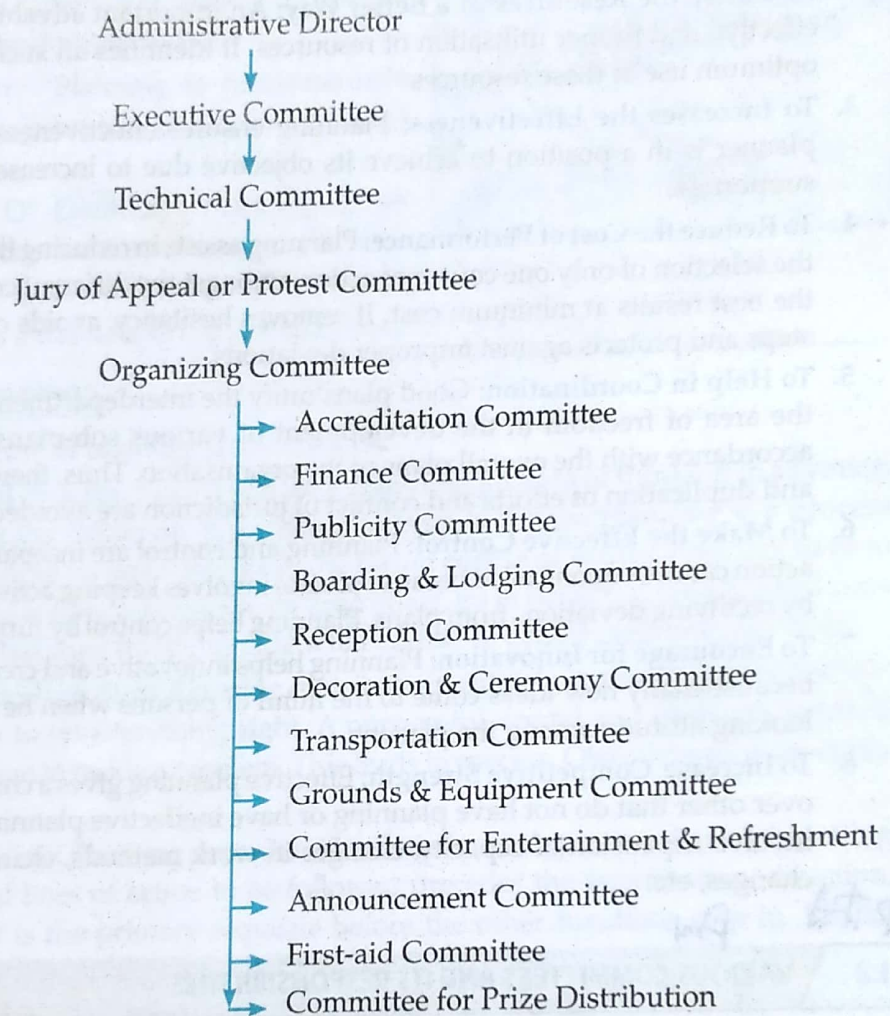 Administrative Director
Executive Committee
Technical Committee
Jury of Appeal or Protest Committee
Organizing Committee
Accreditation Committee
Finance Committee
Publicity Committee
Boarding & Lodging Committee
Reception Committee
Decoration & Ceremony Committee
Transportation Committee
Grounds & Equipment Committee
Committee for Entertainment & Refreshment
Announcement Committee
First-aid Committee
Committee for Prize Distribution